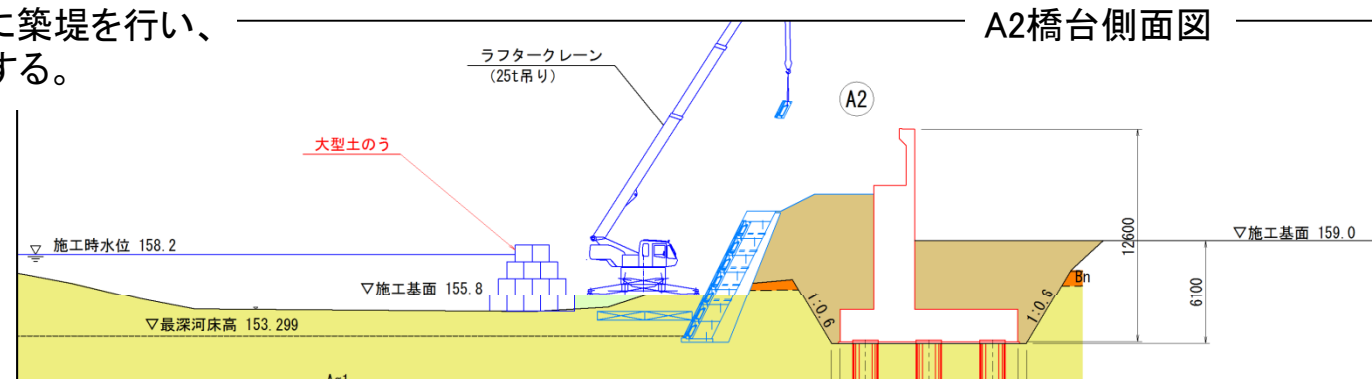 に築堤を行い、
する。
A2橋台側面図
ラフタークレーン
(25t吊り)
A2
大型土のう
▽ 施工時水位 158.2
▽施工基面 159.0
12600
▽施工基面 155.8
Bn
6100
1:0.6
1:0.6
▽最深河床高 153.299